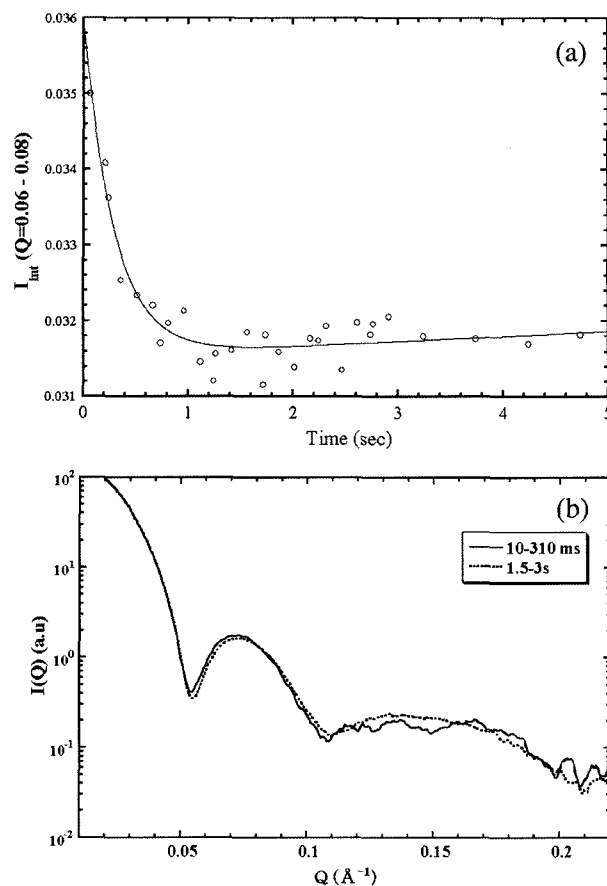 0.036
(a)
0.035
0.034
0.033
0.032
0.031
I_Int (Q=0.06 - 0.08)
0 1 2 3 4 5
Time (sec)
(b)
10^2
10^1
10^0
10^-1
10^-2
I(Q) (a.u)
10-310 ms
1.5-3s
0.05 0.1 0.15 0.2
Q (Å^-1)